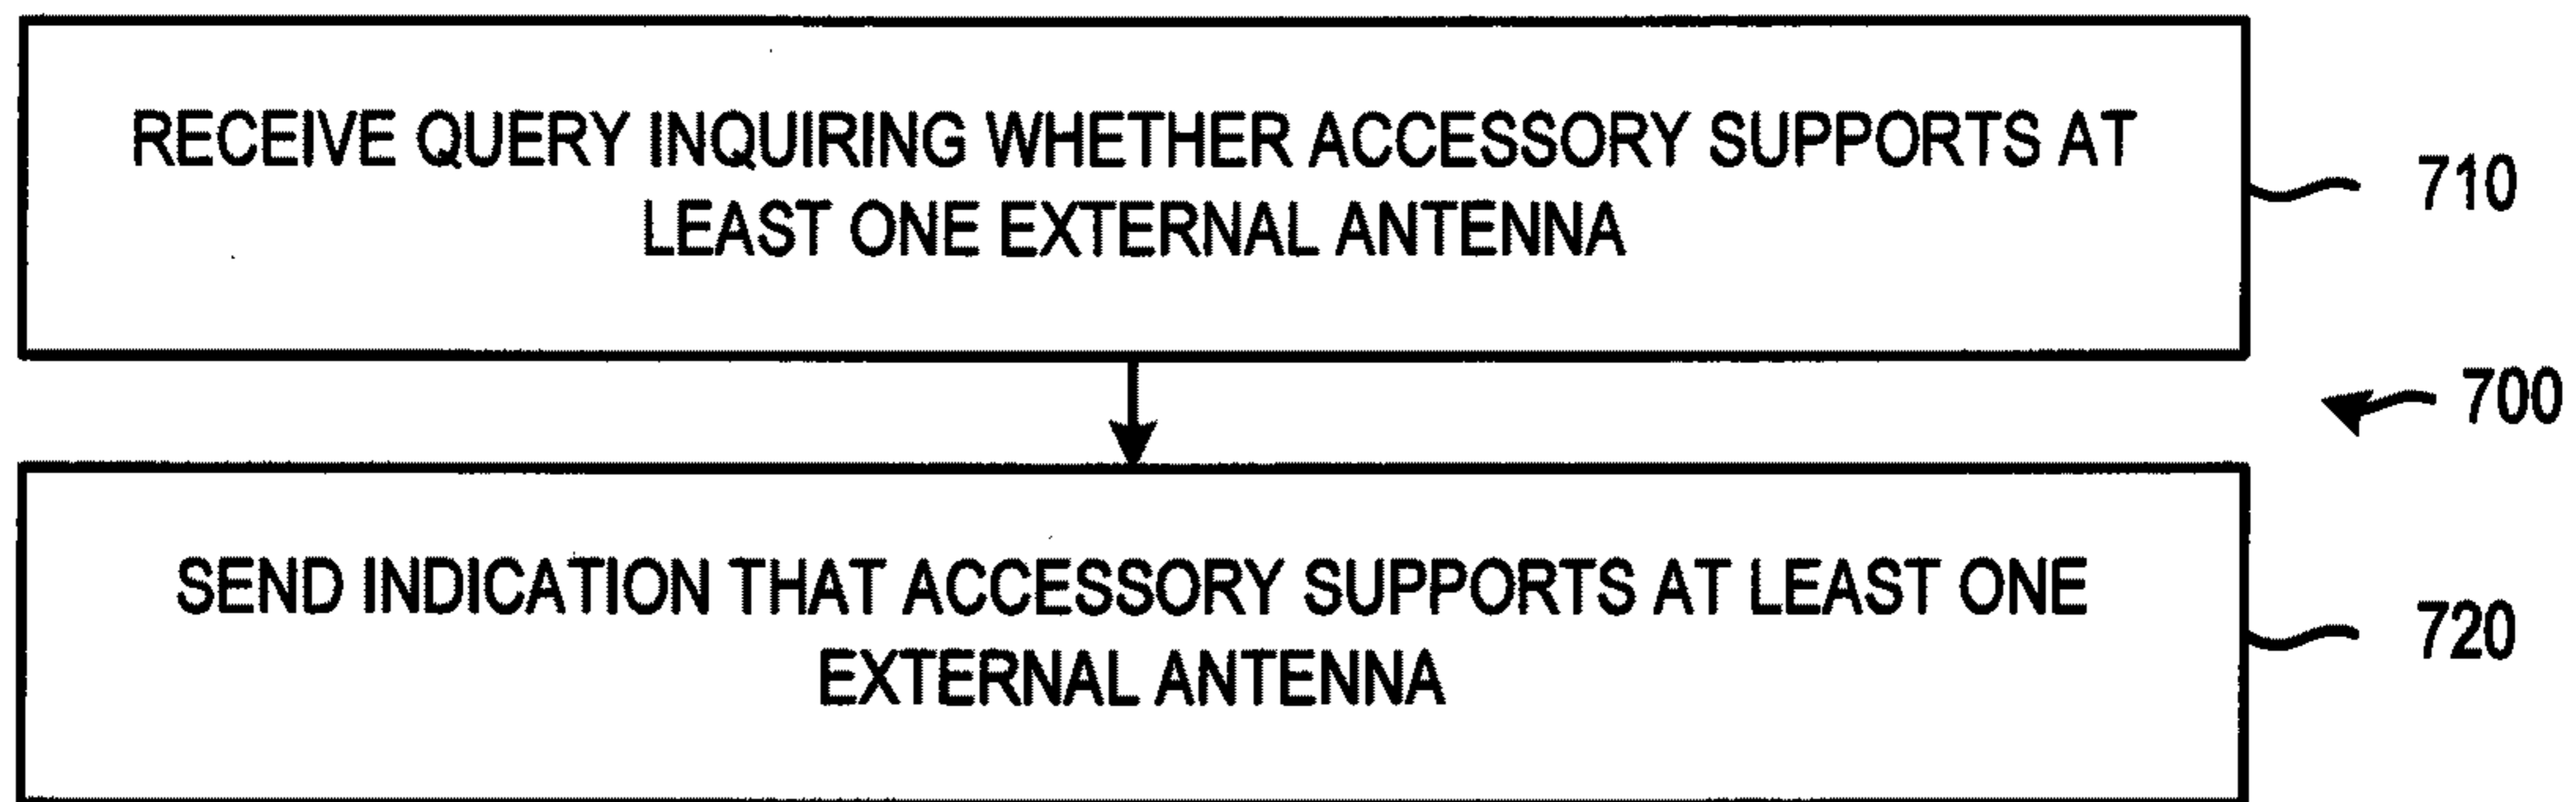 RECEIVE QUERY INQUIRING WHETHER ACCESSORY SUPPORTS AT
LEAST ONE EXTERNAL ANTENNA
710
700
SEND INDICATION THAT ACCESSORY SUPPORTS AT LEAST ONE
EXTERNAL ANTENNA
720